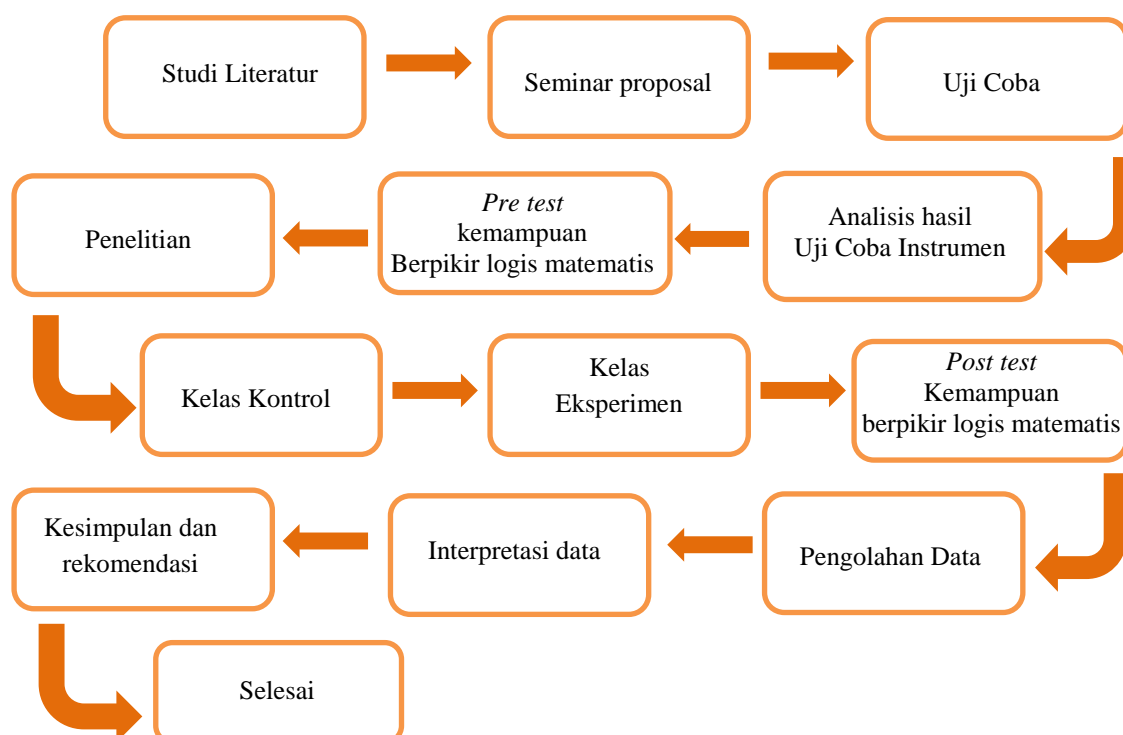 Studi Literatur
Seminar proposal
Uji Coba
Analisis hasil
Uji Coba Instrumen
Pre test
kemampuan
Berpikir logis matematis
Penelitian
Kelas Kontrol
Kelas
Eksperimen
Post test
Kemampuan
berpikir logis matematis
Pengolahan Data
Interpretasi data
Kesimpulan dan
rekomendasi
Selesai